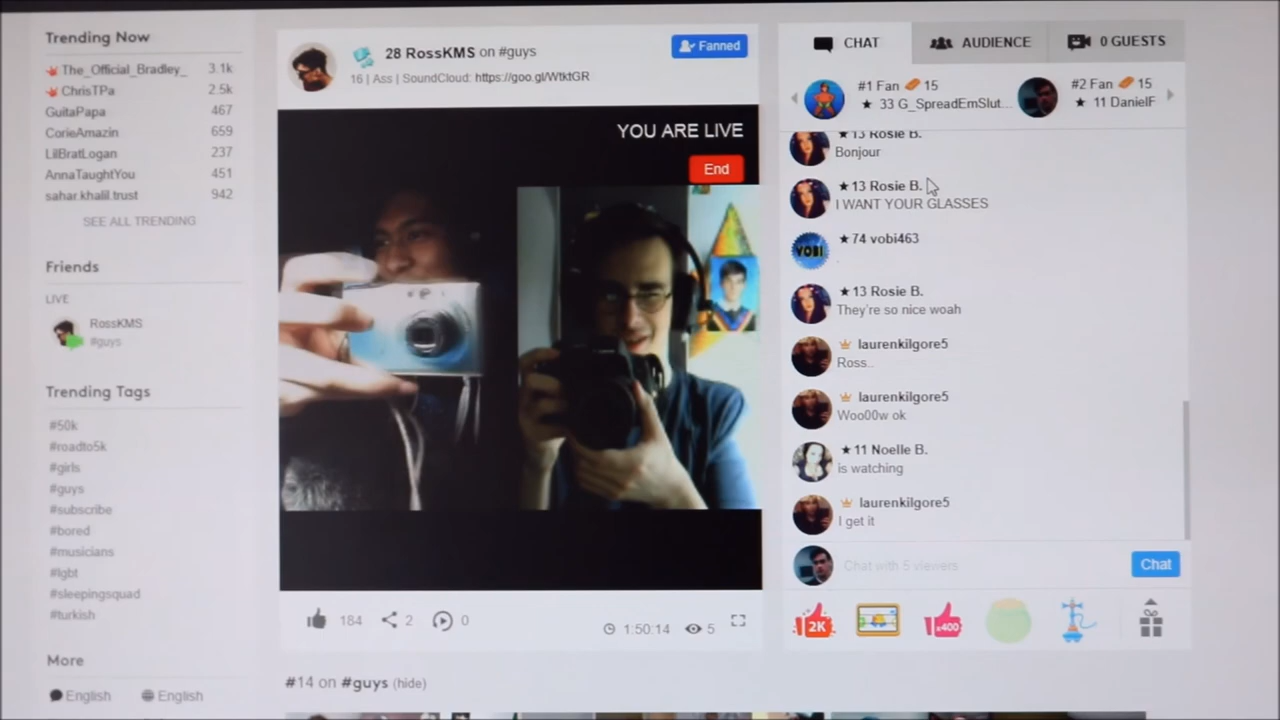 Trending Now
The_Official_Bradley_ 3.1k
ChrisTPa 2.5k
GuitaPapa 467
CorieAmazin 659
LilBratLogan 237
AnnaTaughtYou 451
sahar.khalil.trust 942
SEE ALL TRENDING
Friends
LIVE
RossKMS
#guys
Trending Tags
#50k
#roadto5k
#girls
#guys
#subscribe
#bored
#musicians
#lgbt
#sleepingsquad
#turkish
More
English English
28 RossKMS on #guys
Fanned
16 | Ass | SoundCloud: https://goo.gl/WtktGR
YOU ARE LIVE
End
184 2 0
1:50:14 5
#14 on #guys (hide)
CHAT AUDIENCE 0 GUESTS
#1 Fan 15
★ 33 G_SpreadEmSlut...
#2 Fan 15
★ 11 DanielF
★13 Rosie B.
Bonjour
★13 Rosie B.
I WANT YOUR GLASSES
★74 vobi463
YOBI
.
★13 Rosie B.
They're so nice woah
laurenkilgore5
Ross..
laurenkilgore5
Woo00w ok
★11 Noelle B.
is watching
laurenkilgore5
I get it
Chat with 5 viewers
Chat
2K
x400